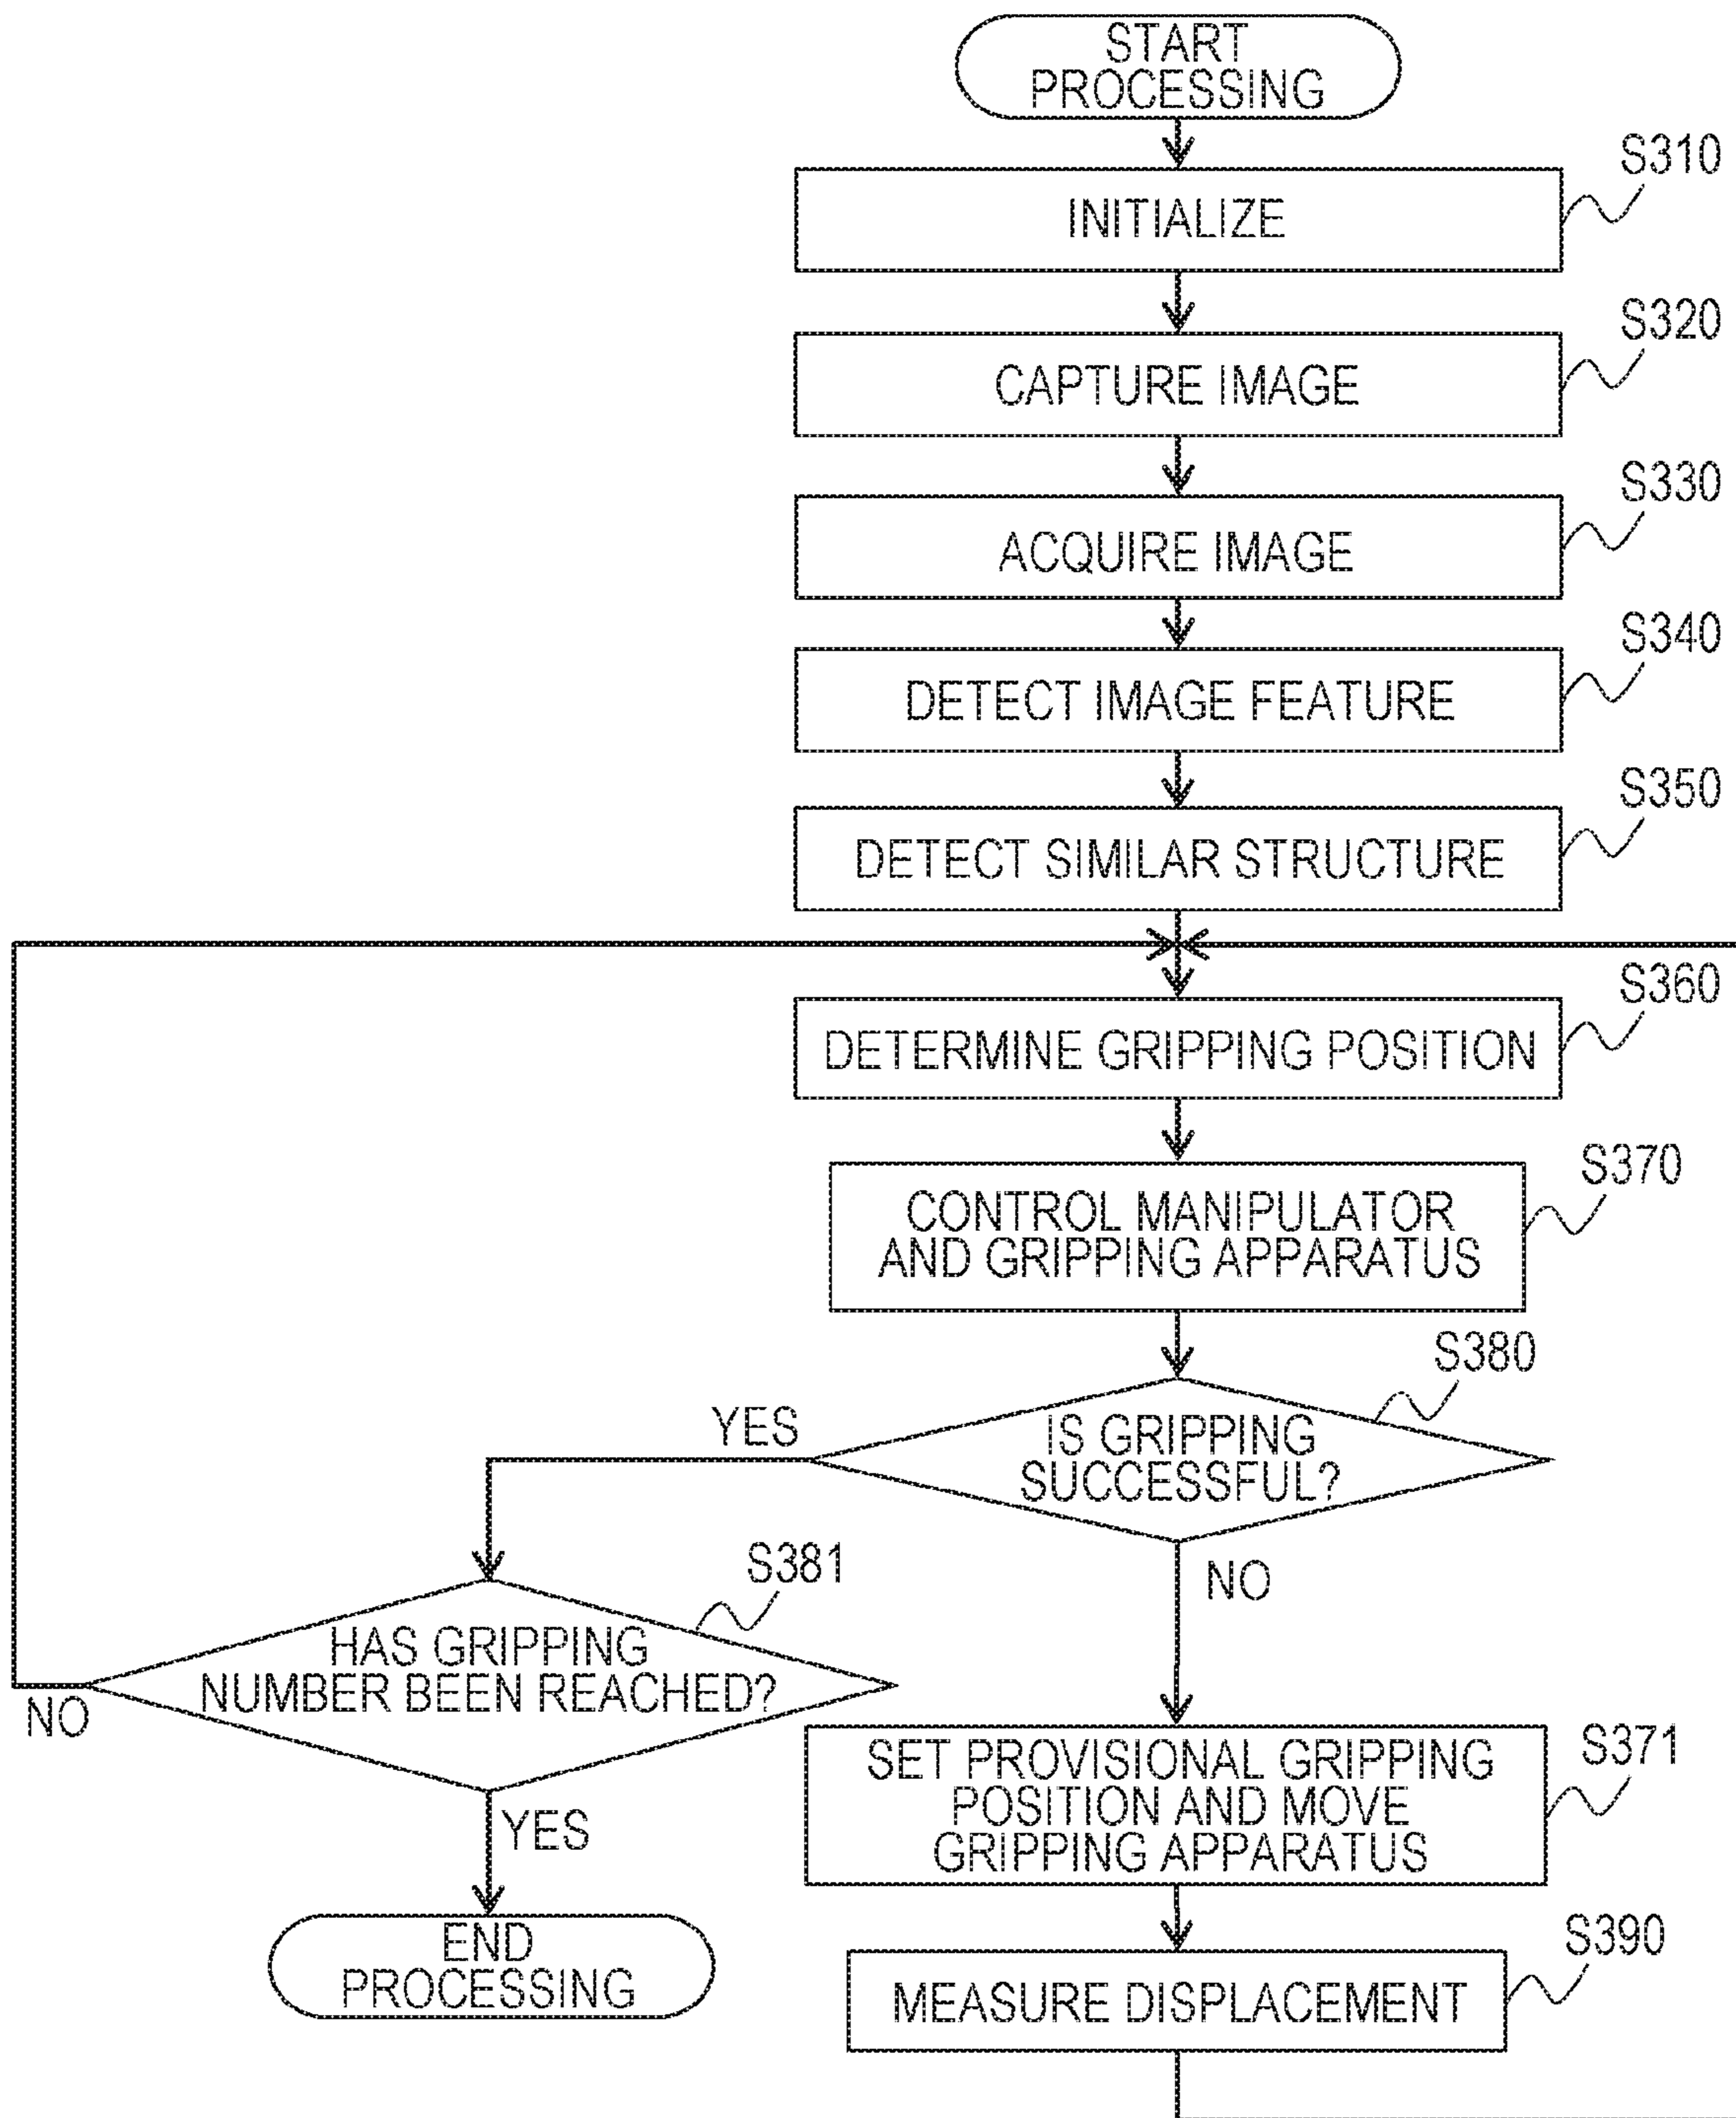 START
PROCESSING
S310
INITIALIZE
S320
CAPTURE IMAGE
S330
ACQUIRE IMAGE
S340
DETECT IMAGE FEATURE
S350
DETECT SIMILAR STRUCTURE
S360
DETERMINE GRIPPING POSITION
S370
CONTROL MANIPULATOR
AND GRIPPING APPARATUS
S380
IS GRIPPING
SUCCESSFUL?
YES
NO
S381
HAS GRIPPING
NUMBER BEEN REACHED?
NO
YES
END
PROCESSING
S371
SET PROVISIONAL GRIPPING
POSITION AND MOVE
GRIPPING APPARATUS
S390
MEASURE DISPLACEMENT